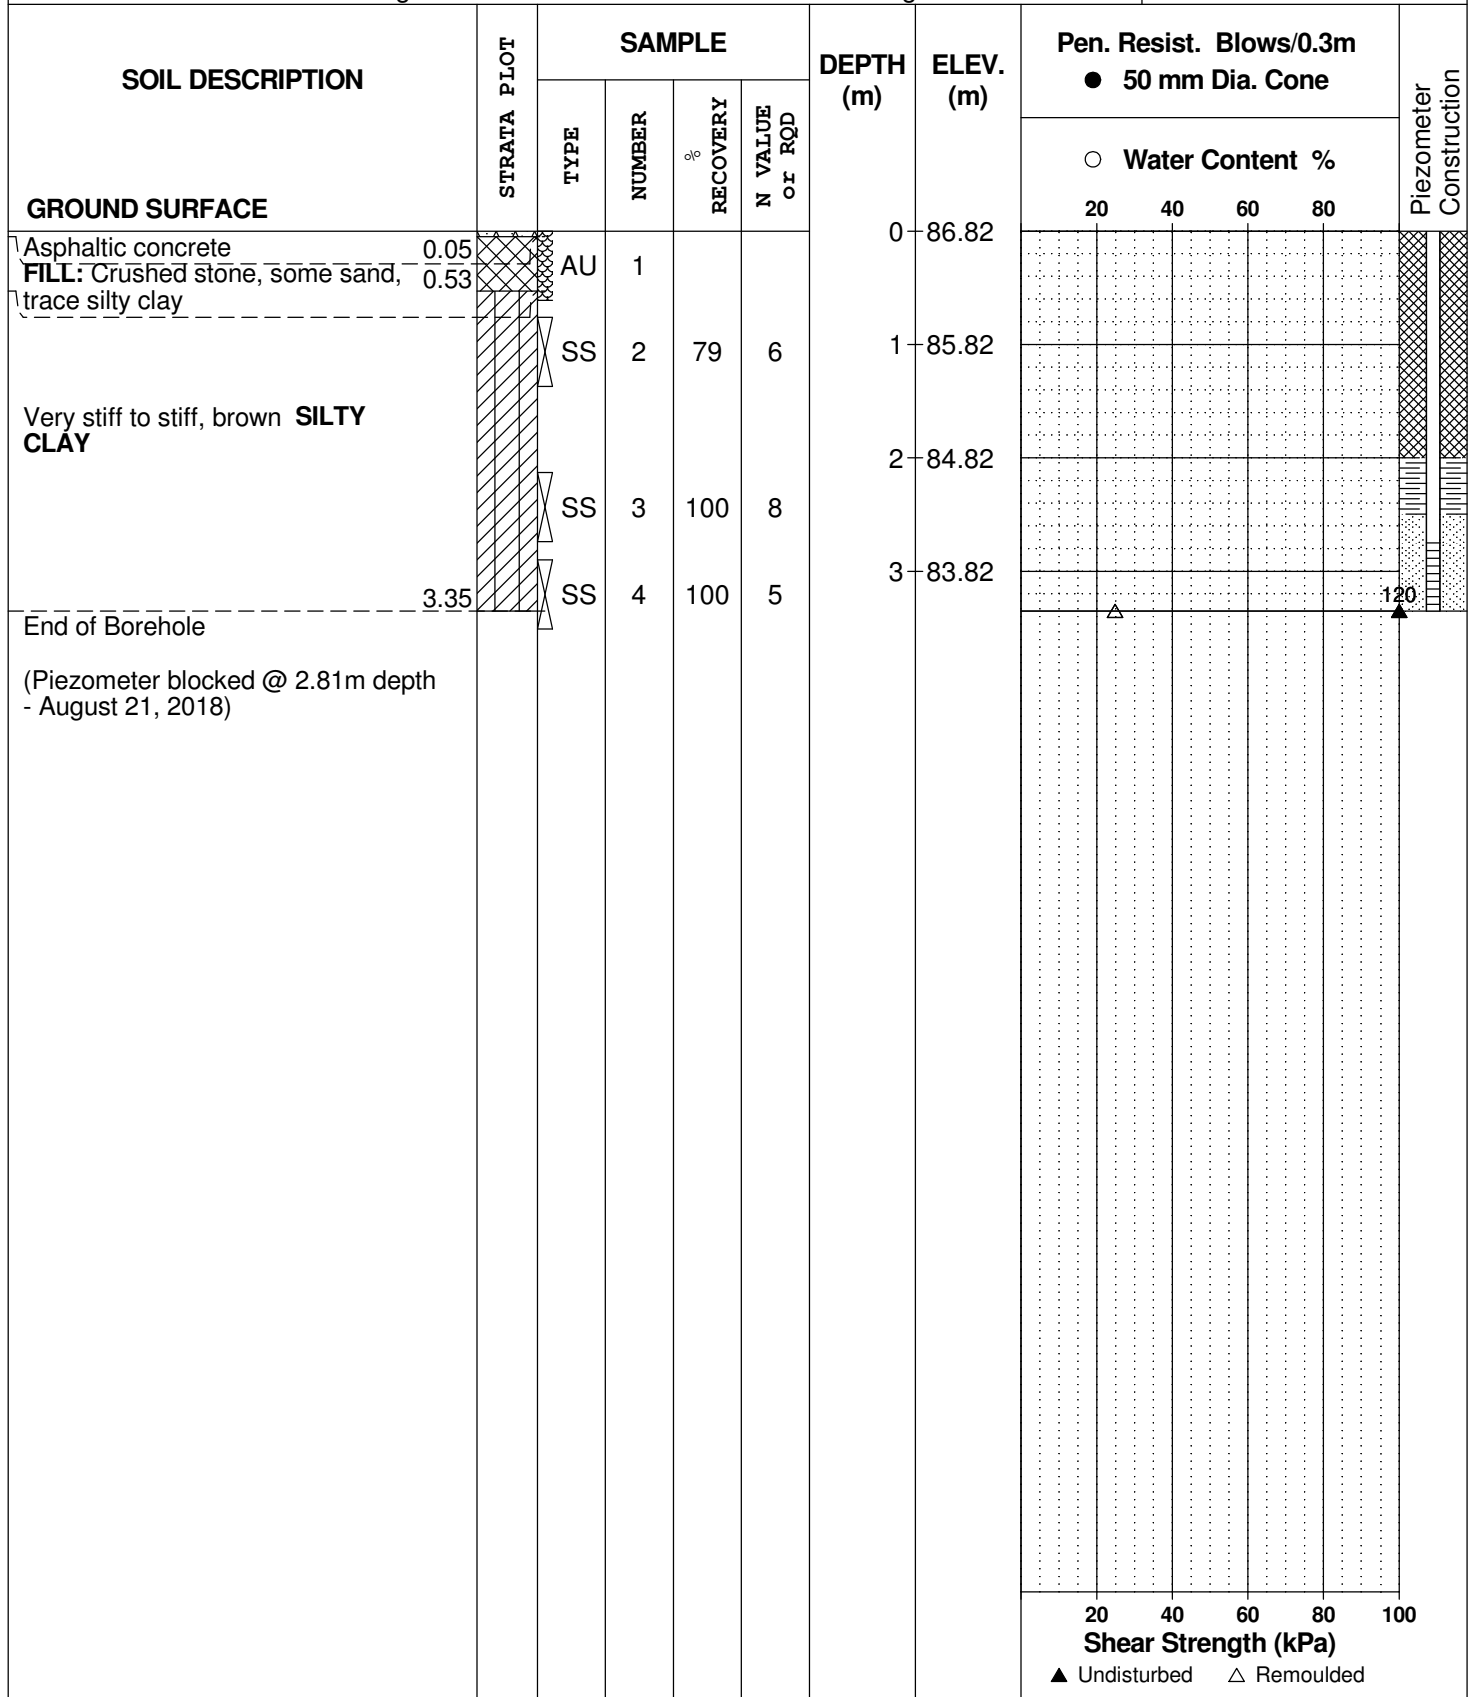 SOIL DESCRIPTION
GROUND SURFACE
STRATA PLOT
SAMPLE
TYPE
NUMBER
% RECOVERY
N VALUE or RQD
DEPTH (m)
ELEV. (m)
Pen. Resist. Blows/0.3m
● 50 mm Dia. Cone
○ Water Content %
20 40 60 80
Piezometer Construction
0 86.82
Asphaltic concrete 0.05
FILL: Crushed stone, some sand, 0.53
trace silty clay
AU 1
SS 2 79 6
1 85.82
Very stiff to stiff, brown SILTY
CLAY
2 84.82
SS 3 100 8
3 83.82
SS 4 100 5
3.35
120
End of Borehole
(Piezometer blocked @ 2.81m depth
- August 21, 2018)
20 40 60 80 100
Shear Strength (kPa)
▲ Undisturbed △ Remoulded